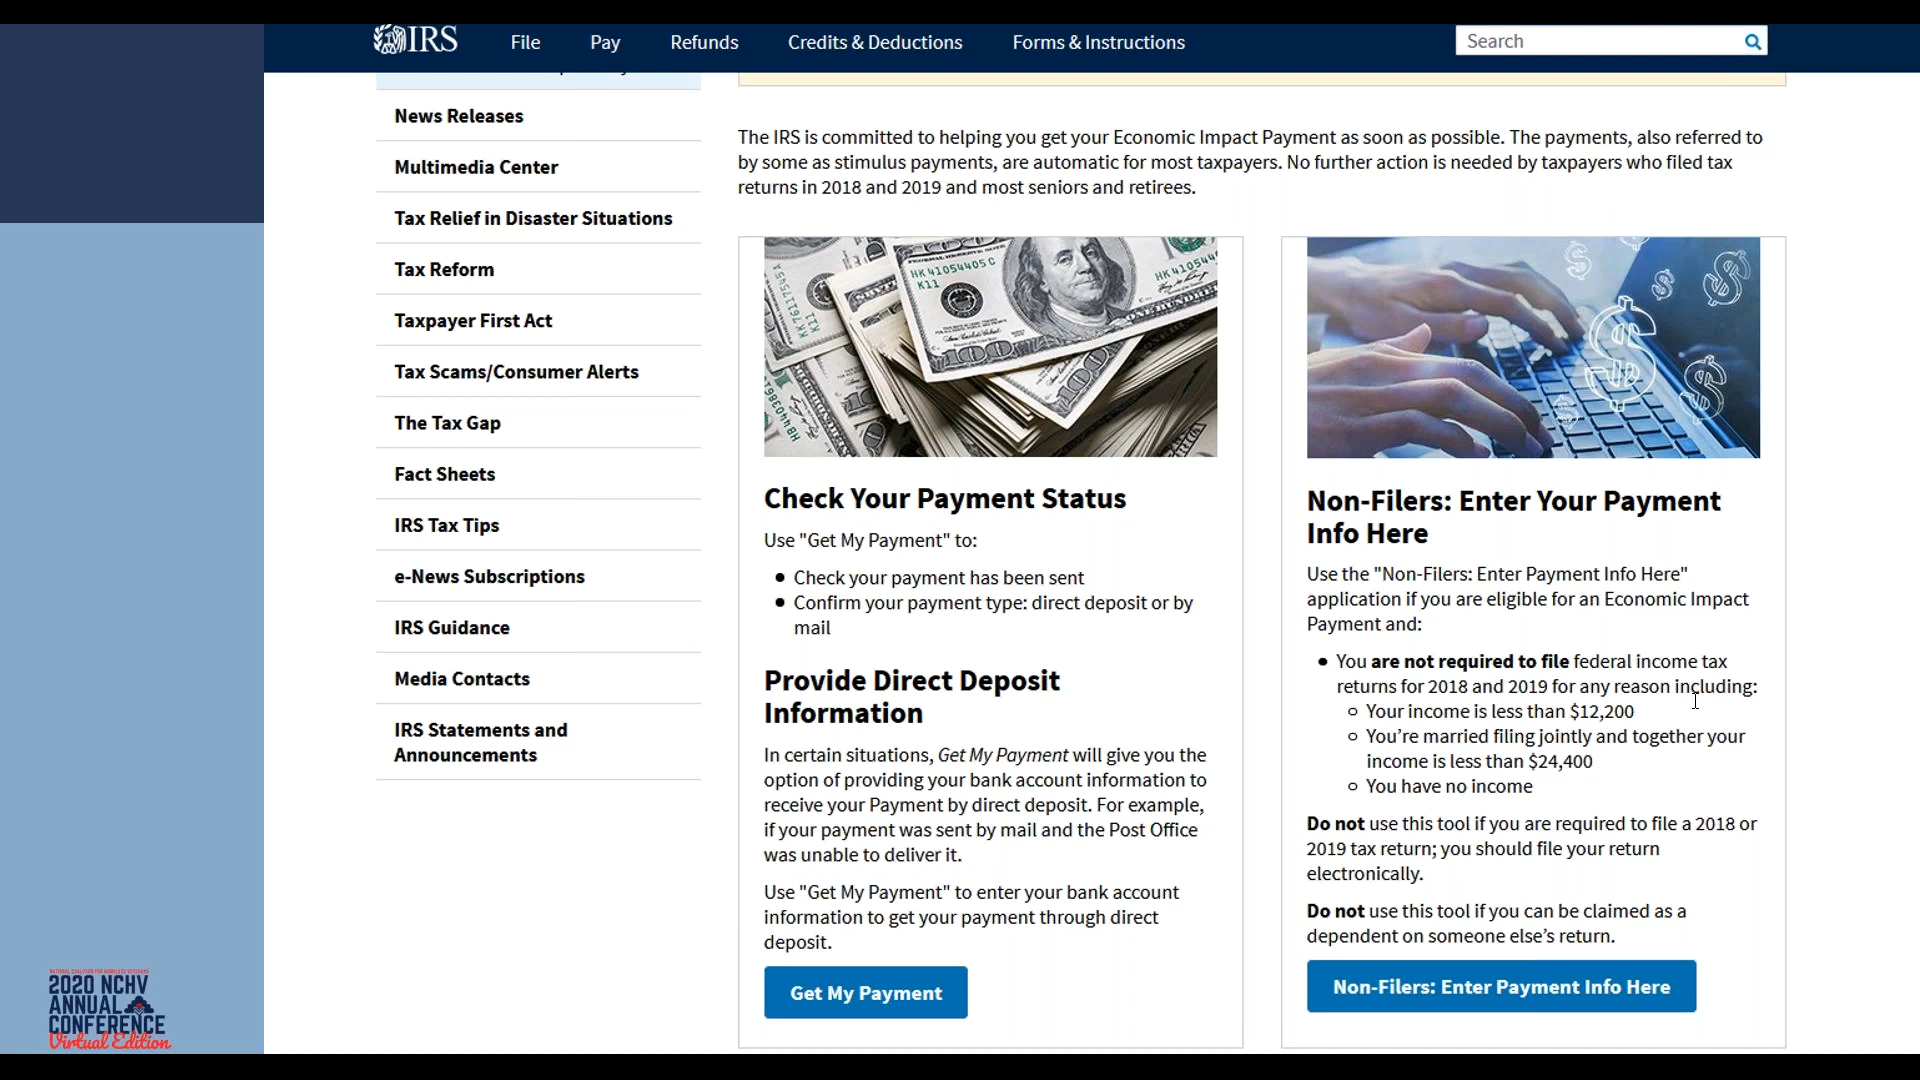 IRS
File
Pay
Refunds
Credits & Deductions
Forms & Instructions
Search
News Releases
Multimedia Center
Tax Relief in Disaster Situations
Tax Reform
Taxpayer First Act
Tax Scams/Consumer Alerts
The Tax Gap
Fact Sheets
IRS Tax Tips
e-News Subscriptions
IRS Guidance
Media Contacts
IRS Statements and
Announcements
The IRS is committed to helping you get your Economic Impact Payment as soon as possible. The payments, also referred to
by some as stimulus payments, are automatic for most taxpayers. No further action is needed by taxpayers who filed tax
returns in 2018 and 2019 and most seniors and retirees.
HK41054405C
K11
100
Check Your Payment Status
Use "Get My Payment" to:
Check your payment has been sent
Confirm your payment type: direct deposit or by
mail
Provide Direct Deposit
Information
In certain situations, Get My Payment will give you the
option of providing your bank account information to
receive your Payment by direct deposit. For example,
if your payment was sent by mail and the Post Office
was unable to deliver it.
Use "Get My Payment" to enter your bank account
information to get your payment through direct
deposit.
Get My Payment
Non-Filers: Enter Your Payment
Info Here
Use the "Non-Filers: Enter Payment Info Here"
application if you are eligible for an Economic Impact
Payment and:
You are not required to file federal income tax
returns for 2018 and 2019 for any reason including:
Your income is less than $12,200
You're married filing jointly and together your
income is less than $24,400
You have no income
Do not use this tool if you are required to file a 2018 or
2019 tax return; you should file your return
electronically.
Do not use this tool if you can be claimed as a
dependent on someone else's return.
Non-Filers: Enter Payment Info Here
NATIONAL COALITION FOR HOMELESS VETERANS
2020 NCHV
ANNUAL
CONFERENCE
Virtual Edition